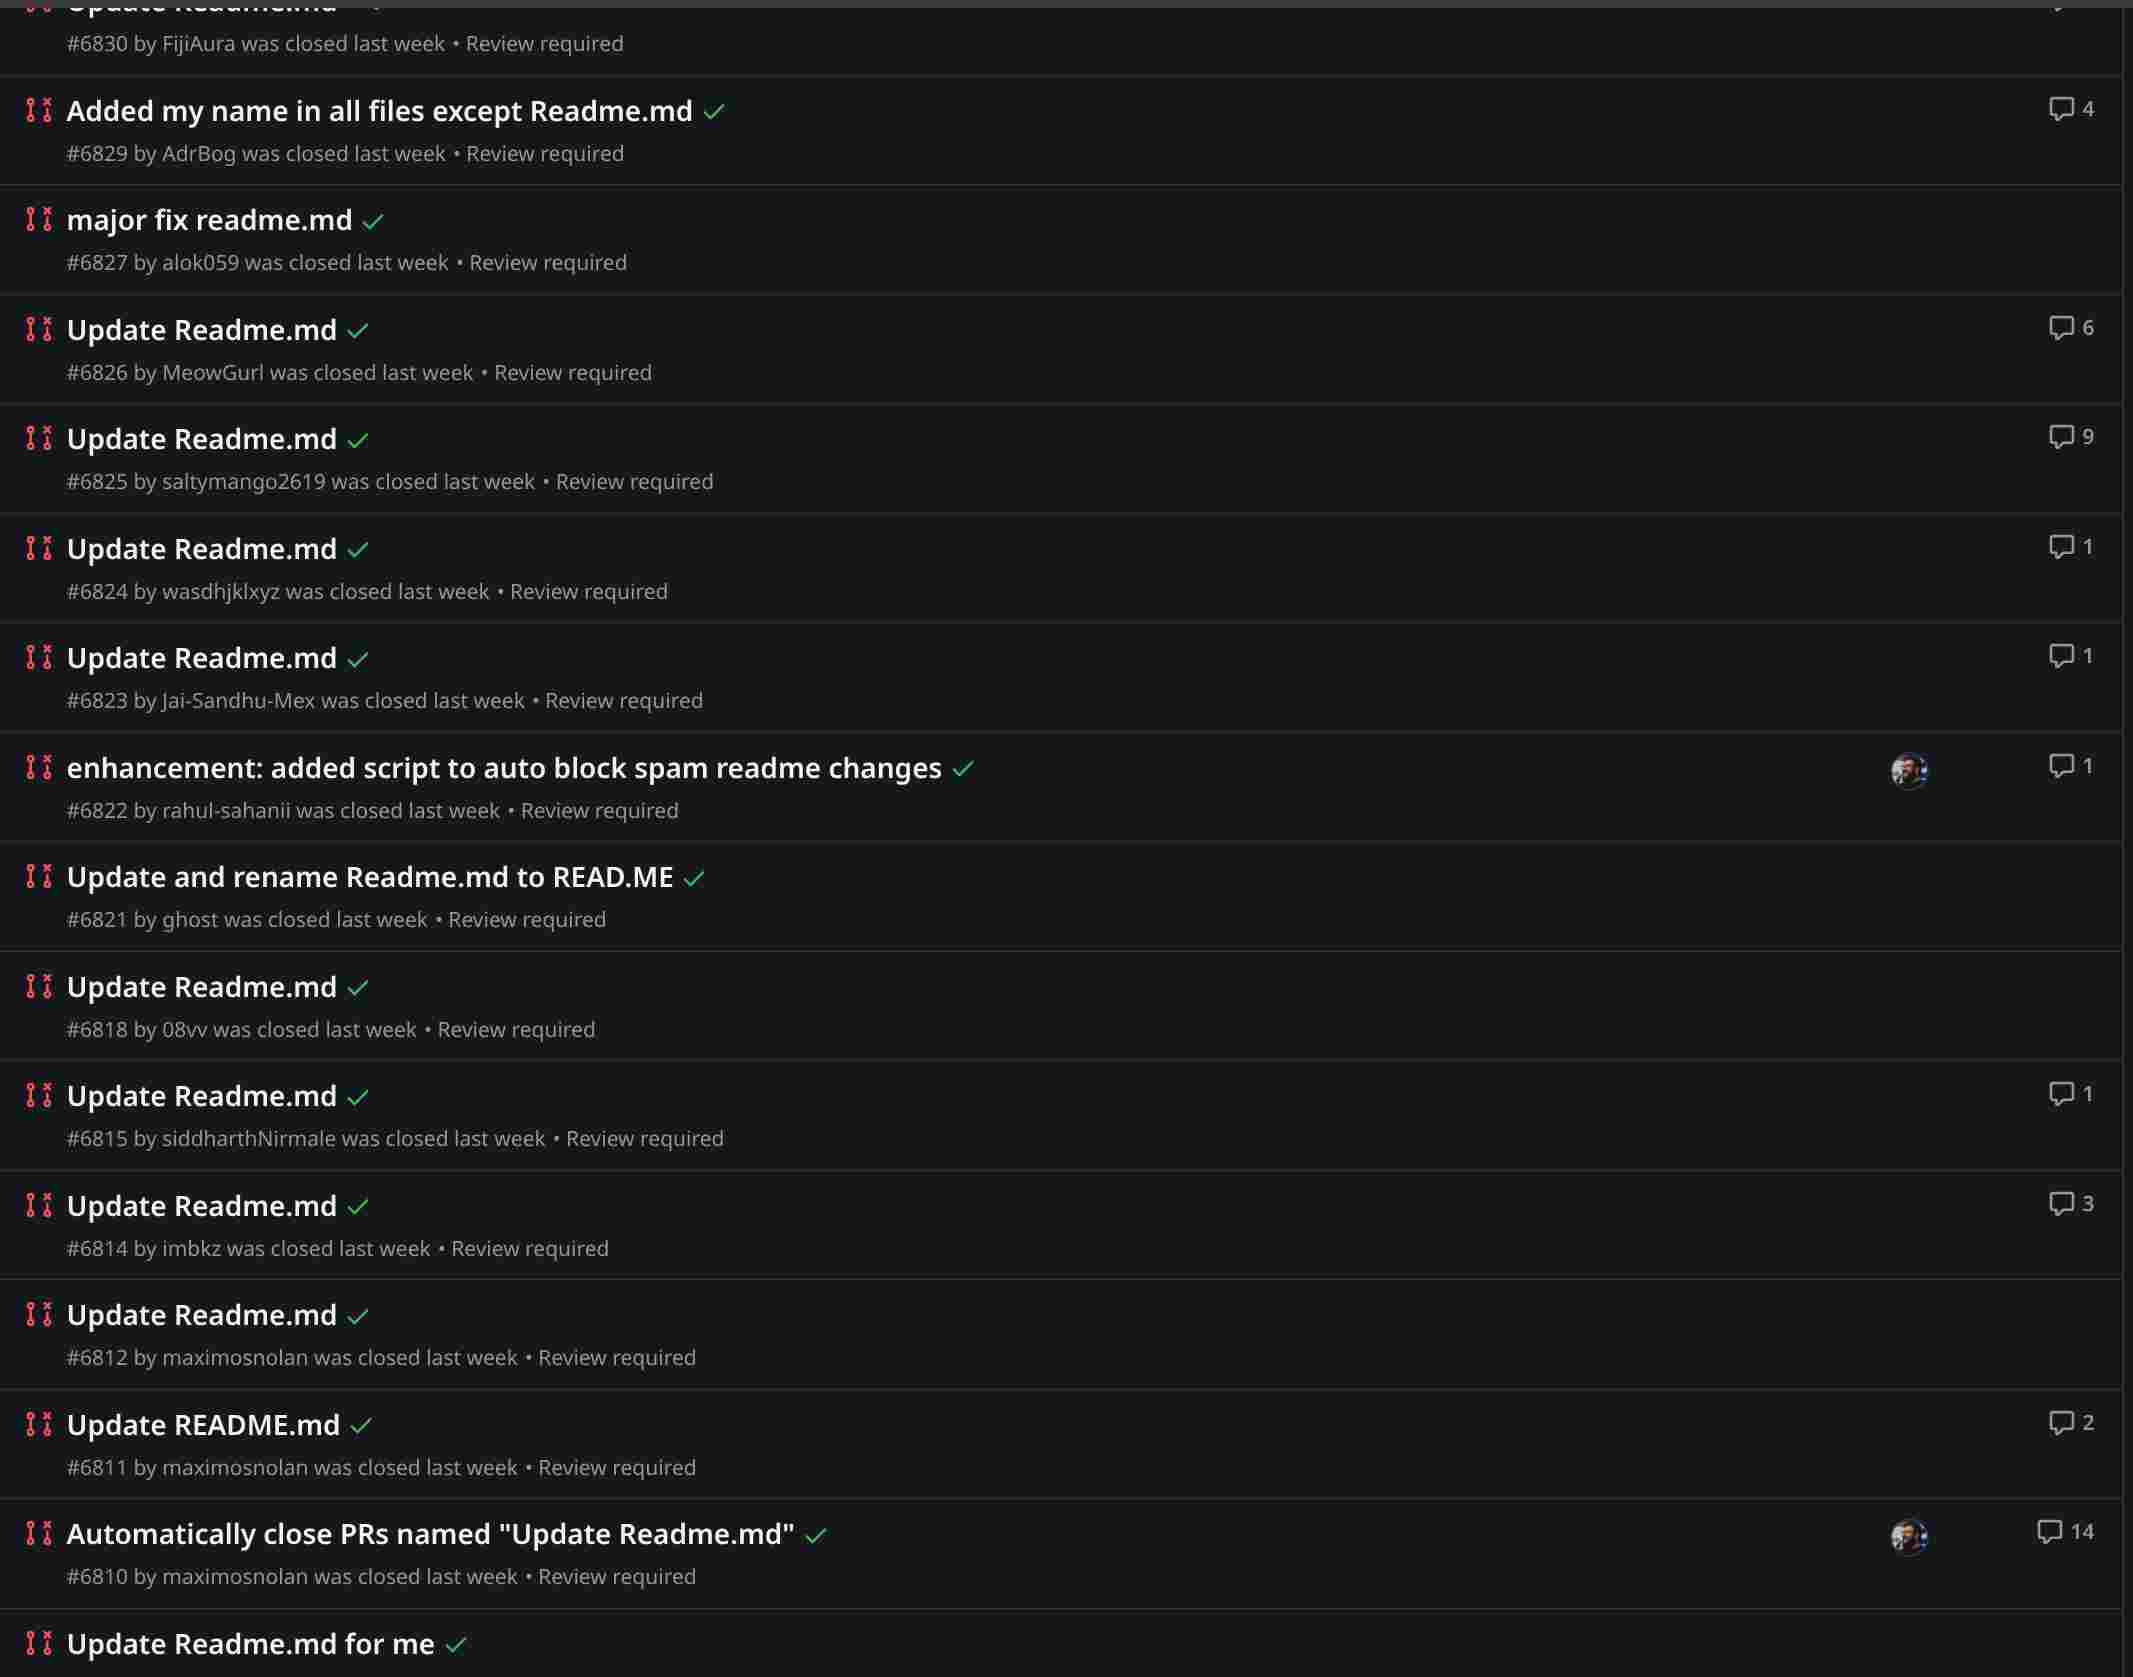 Update Readme.md
#6830 by FijiAura was closed last week • Review required
Added my name in all files except Readme.md
4
#6829 by AdrBog was closed last week • Review required
major fix readme.md
#6827 by alok059 was closed last week • Review required
Update Readme.md
6
#6826 by MeowGurl was closed last week • Review required
Update Readme.md
9
#6825 by saltymango2619 was closed last week • Review required
Update Readme.md
1
#6824 by wasdhjklxyz was closed last week • Review required
Update Readme.md
1
#6823 by Jai-Sandhu-Mex was closed last week • Review required
enhancement: added script to auto block spam readme changes
1
#6822 by rahul-sahanii was closed last week • Review required
Update and rename Readme.md to READ.ME
#6821 by ghost was closed last week • Review required
Update Readme.md
#6818 by 08vv was closed last week • Review required
Update Readme.md
1
#6815 by siddharthNirmale was closed last week • Review required
Update Readme.md
3
#6814 by imbkz was closed last week • Review required
Update Readme.md
#6812 by maximosnolan was closed last week • Review required
Update README.md
2
#6811 by maximosnolan was closed last week • Review required
Automatically close PRs named "Update Readme.md"
14
#6810 by maximosnolan was closed last week • Review required
Update Readme.md for me